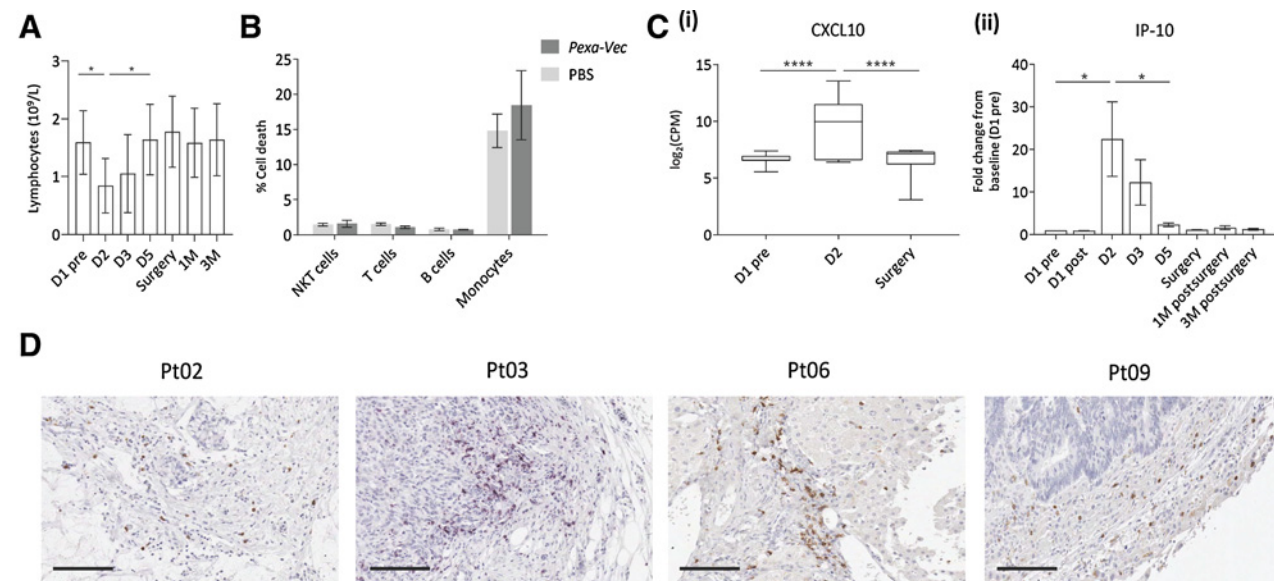 A
Lymphocytes (10⁹/L)
3
2
1
0
*
*
D1 pre
D2
D3
D5
Surgery
1M
3M
B
% Cell death
25
20
15
10
5
0
Pexa-Vec
PBS
NKT cells
T cells
B cells
Monocytes
C (i)
CXCL10
log₂(CPM)
15
10
5
0
****
****
D1 pre
D2
Surgery
(ii)
IP-10
Fold change from
baseline (D1 pre)
40
30
20
10
0
*
*
D1 pre
D1 post
D2
D3
D5
Surgery
1M postsurgery
3M postsurgery
D
Pt02
Pt03
Pt06
Pt09